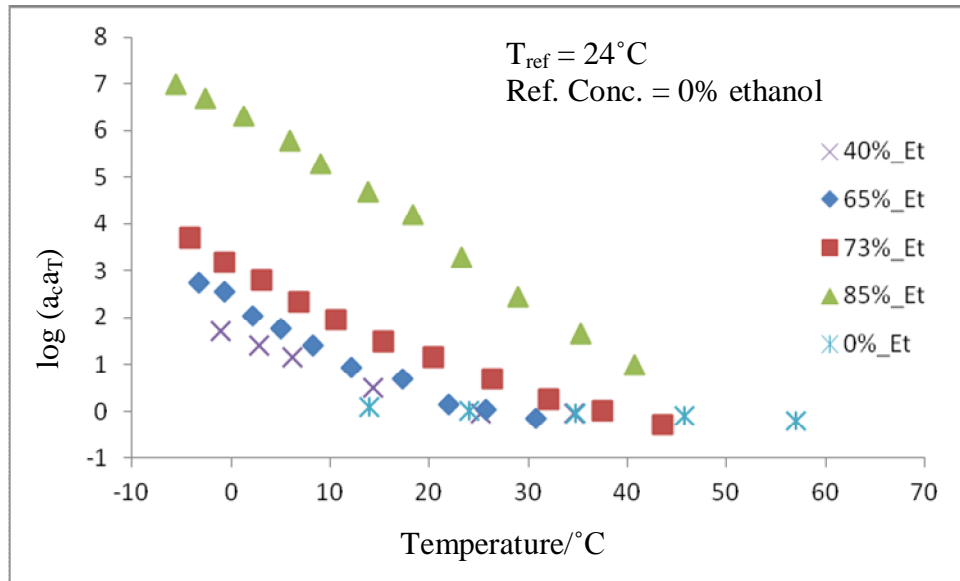 T_ref = 24˚C
Ref. Conc. = 0% ethanol
8
7
6
5
4
3
2
1
0
-1
log (a_c a_T)
40%_Et
65%_Et
73%_Et
85%_Et
0%_Et
-10 0 10 20 30 40 50 60 70
Temperature/˚C